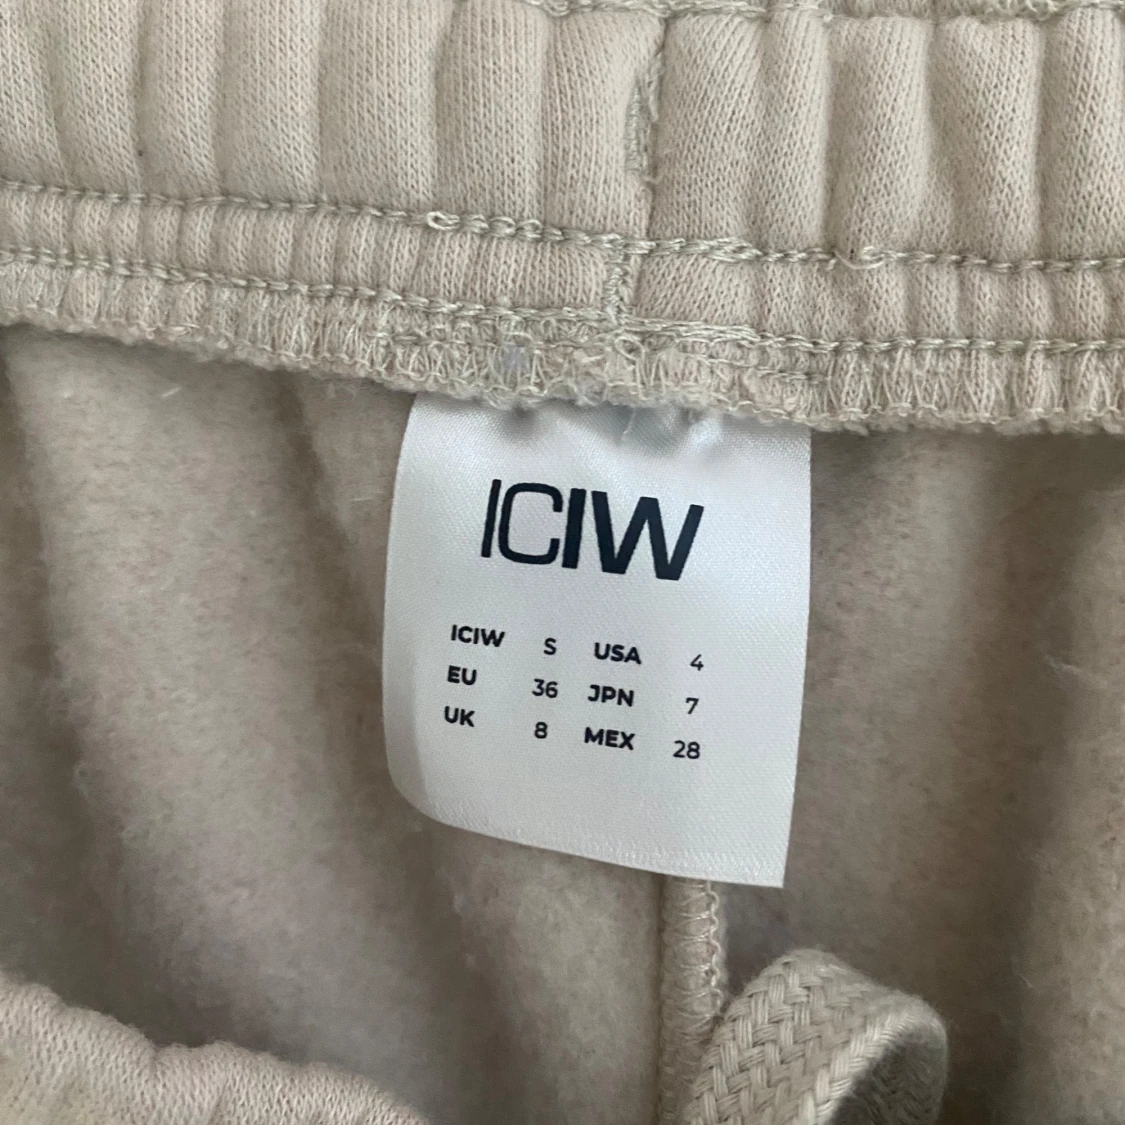 ICIW
ICIW S USA 4
EU 36 JPN 7
UK 8 MEX 28